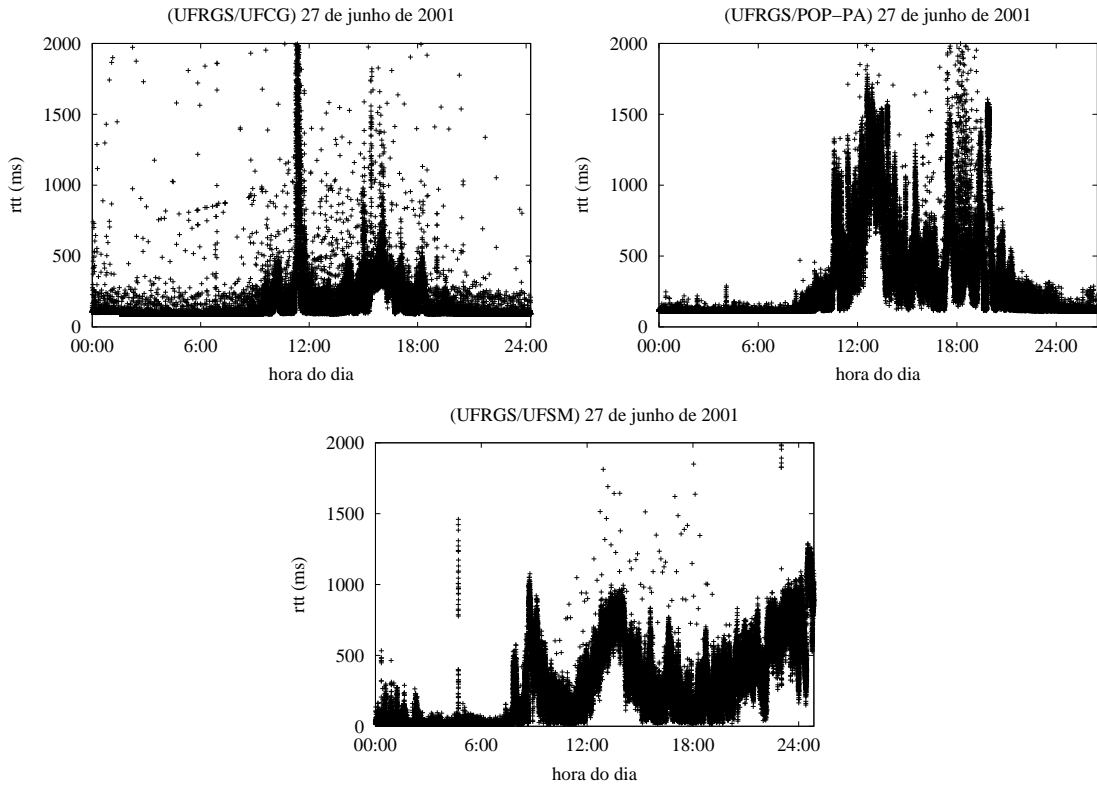 (UFRGS/UFCG) 27 de junho de 2001
2000
1500
1000
500
0
rtt (ms)
00:00 6:00 12:00 18:00 24:00
hora do dia
(UFRGS/POP−PA) 27 de junho de 2001
2000
1500
1000
500
0
rtt (ms)
00:00 6:00 12:00 18:00 24:00
hora do dia
(UFRGS/UFSM) 27 de junho de 2001
2000
1500
1000
500
0
rtt (ms)
00:00 6:00 12:00 18:00 24:00
hora do dia